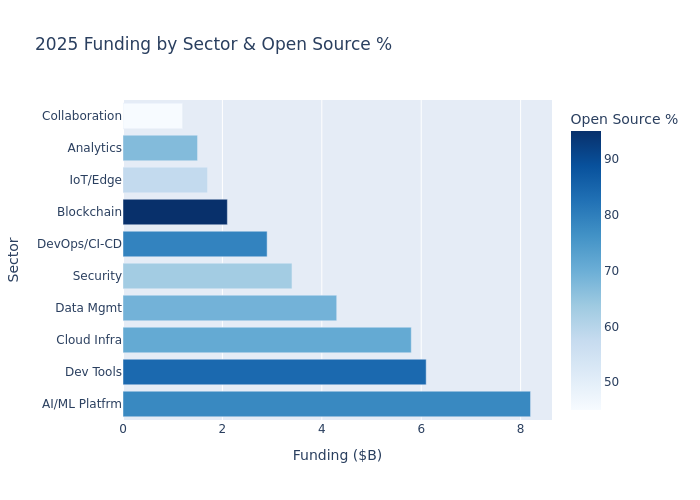 2025 Funding by Sector & Open Source %
Open Source %
Collaboration
Analytics
IoT/Edge
Blockchain
DevOps/CI-CD
Security
Data Mgmt
Cloud Infra
Dev Tools
AI/ML Platfrm
Sector
0 2 4 6 8
Funding ($B)
90
80
70
60
50